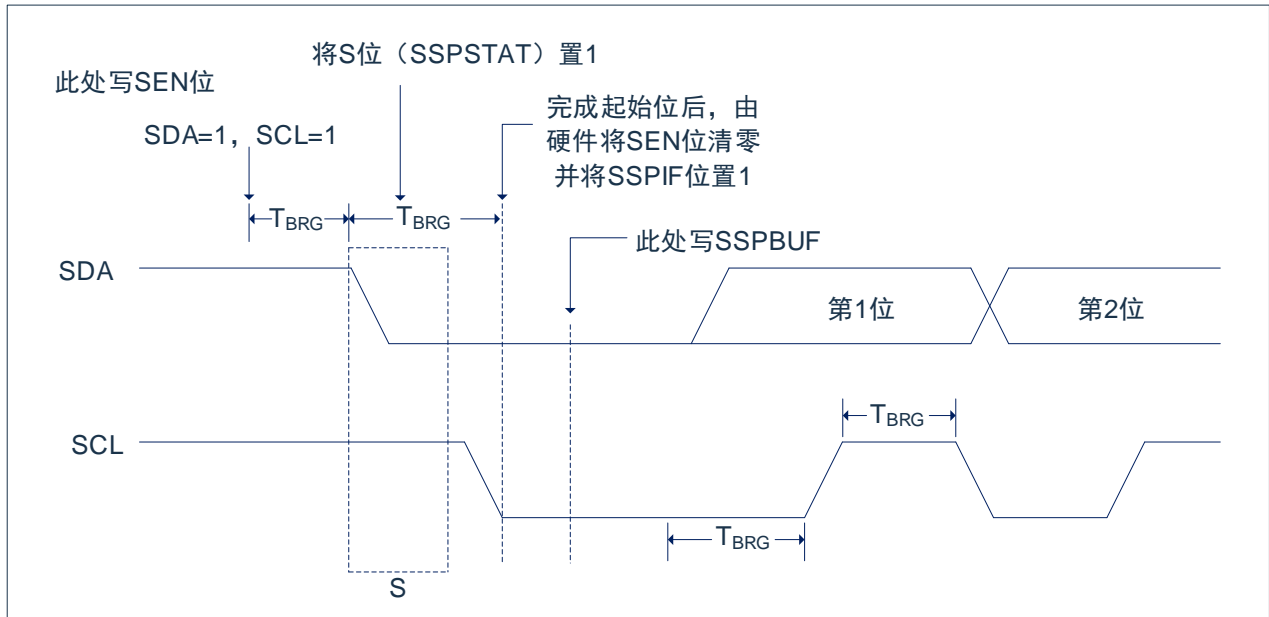 将S位（SSPSTAT）置1
此处写SEN位
SDA=1，SCL=1
完成起始位后，由
硬件将SEN位清零
并将SSPIF位置1
TBRG
TBRG
此处写SSPBUF
SDA
第1位
第2位
TBRG
SCL
TBRG
S